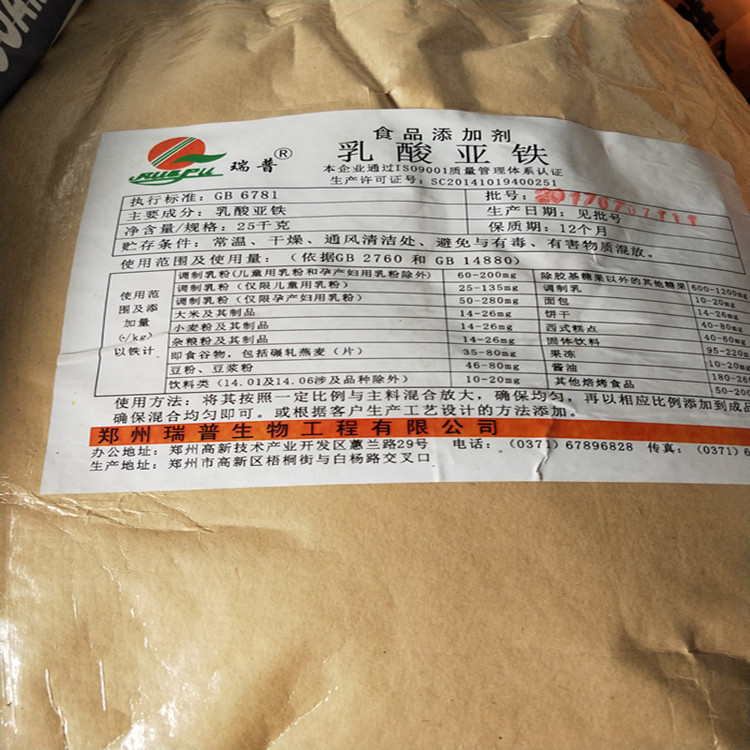 食品添加剂
RUEPU 瑞普®
乳酸亚铁
本企业通过ISO9001质量管理体系认证
生产许可证号：SC20141019400251
执行标准：GB 6781
批号：
主要成分：乳酸亚铁
生产日期：见批号
净含量/规格：25千克
保质期：12个月
贮存条件：常温、干燥、通风清洁处、避免与有毒、有害物质混放。
使用范围及使用量：（依据GB 2760 和 GB 14880）
使用范围及添加量(·/kg)以铁计
调制乳粉(儿童用乳粉和孕产妇用乳粉除外) 60-200mg 除胶基糖果以外的其他糖果 600-1200mg
调制乳粉（仅限儿童用乳粉） 25-135mg 调制乳 10-20mg
调制乳粉（仅限孕产妇用乳粉） 50-280mg 面包 14-26mg
大米及其制品 14-26mg 饼干 40-80mg
小麦粉及其制品 14-26mg 西式糕点 40-60mg
杂粮粉及其制品 14-26mg 固体饮料 95-220
即食谷物，包括碾轧燕麦（片） 35-80mg 果冻 10-20
豆粉、豆浆粉 46-80mg 酱油 180-26
饮料类（14.01及14.06涉及品种除外） 10-20mg 其他焙烤食品 50-200
使用方法：将其按照一定比例与主料混合放大，确保均匀，再以相应比例添加到成品
确保混合均匀即可。或根据客户生产工艺设计的方法添加。
郑州瑞普生物工程有限公司
办公地址：郑州高新技术产业开发区蕙兰路29号 电话：(0371) 67896828 传真：(0371) 6
生产地址：郑州市高新区梧桐街与白杨路交叉口